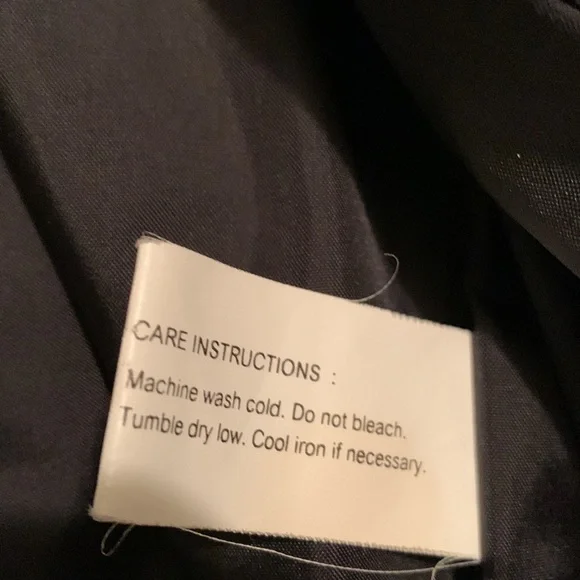 CARE INSTRUCTIONS :
Machine wash cold. Do not bleach.
Tumble dry low. Cool iron if necessary.